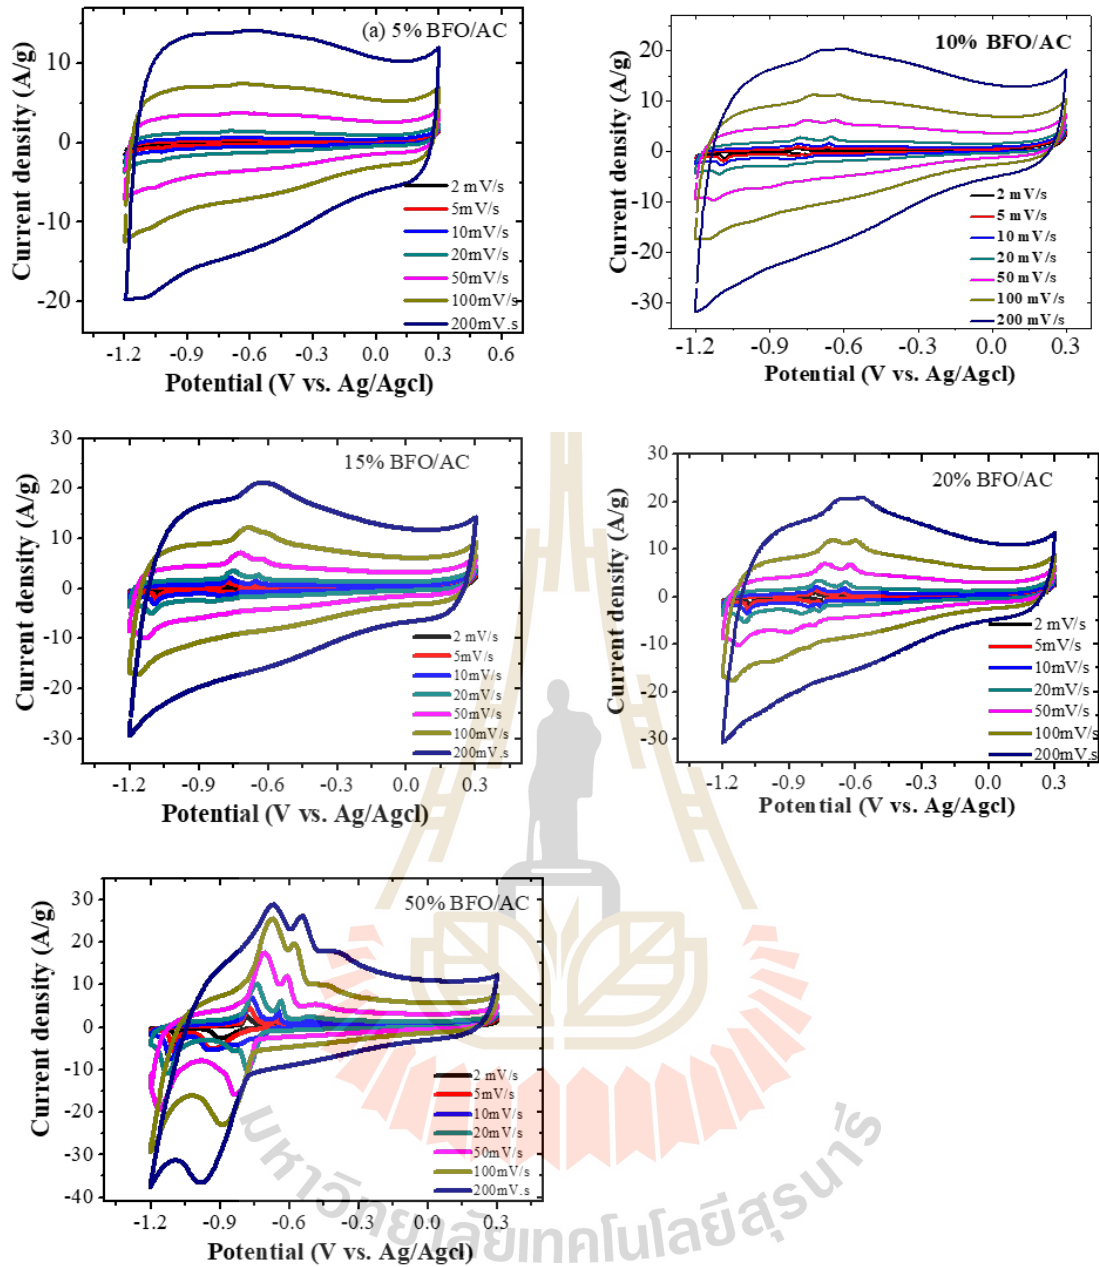 (a) 5% BFO/AC
Current density (A/g)
10
0
-10
-20
2 mV/s
5mV/s
10mV/s
20mV/s
50mV/s
100mV/s
200mV.s
-1.2 -0.9 -0.6 -0.3 0.0 0.3 0.6
Potential (V vs. Ag/Agcl)
10% BFO/AC
Current density (A/g)
20
10
0
-10
-20
-30
2 mV/s
5 mV/s
10 mV/s
20 mV/s
50 mV/s
100 mV/s
200 mV/s
-1.2 -0.9 -0.6 -0.3 0.0 0.3
Potential (V vs. Ag/Agcl)
15% BFO/AC
Current density (A/g)
30
20
10
0
-10
-20
-30
2 mV/s
5mV/s
10mV/s
20mV/s
50mV/s
100mV/s
200mV.s
-1.2 -0.9 -0.6 -0.3 0.0 0.3
Potential (V vs. Ag/Agcl)
20% BFO/AC
Current density (A/g)
30
20
10
0
-10
-20
-30
2 mV/s
5mV/s
10mV/s
20mV/s
50mV/s
100mV/s
200mV.s
-1.2 -0.9 -0.6 -0.3 0.0 0.3
Potential (V vs. Ag/Agcl)
50% BFO/AC
Current density (A/g)
30
20
10
0
-10
-20
-30
-40
2 mV/s
5mV/s
10mV/s
20mV/s
50mV/s
100mV/s
200mV.s
-1.2 -0.9 -0.6 -0.3 0.0 0.3
Potential (V vs. Ag/Agcl)
มหาวิทยาลัยเทคโนโลยีสุรนารี